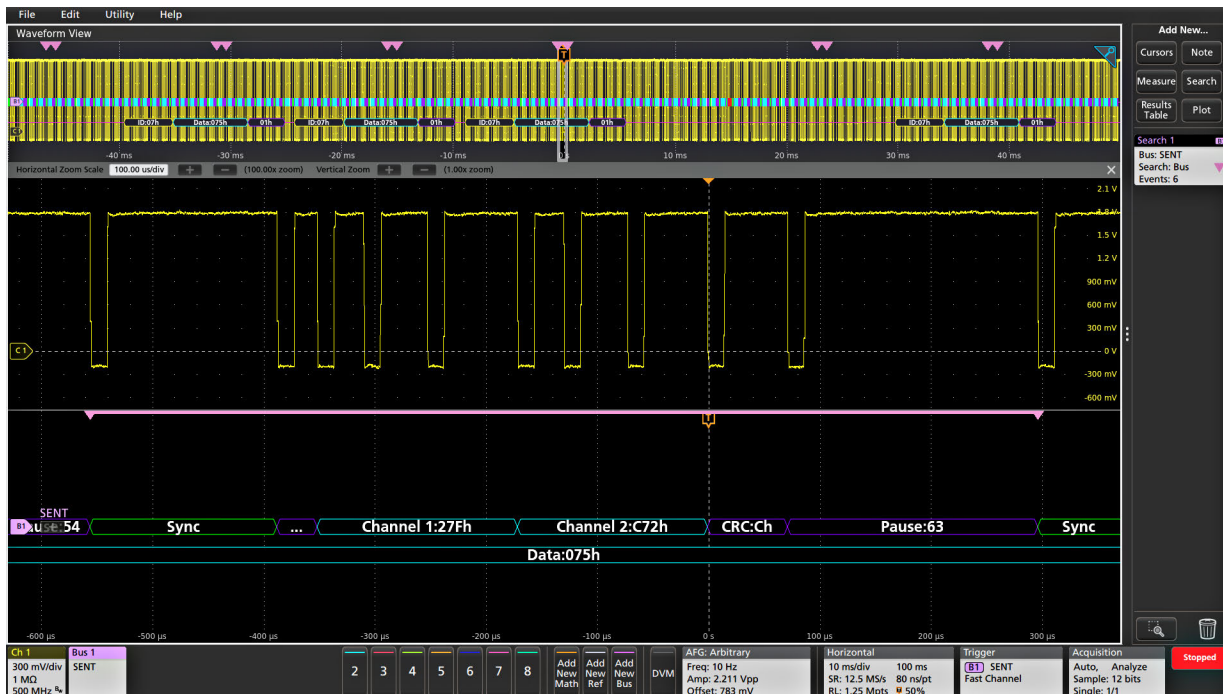 File Edit Utility Help
Waveform View
Add New...
Cursors Note
Measure Search
Results Table Plot
Search 1
Bus: SENT
Search: Bus
Events: 6
T
B1
ID:07h Data:075h 01h ID:07h Data:075h 01h ID:07h Data:075h 01h ID:07h Data:075h 01h
-40 ms -30 ms -20 ms -10 ms 10 ms 20 ms 30 ms 40 ms
Horizontal Zoom Scale 100.00 us/div + - (100.00x zoom) Vertical Zoom + - (1.00x zoom)
2.1 V
1.8 V
1.5 V
1.2 V
900 mV
600 mV
300 mV
C 1
0 V
-300 mV
-600 mV
T
SENT
B1 use:54 Sync ... Channel 1:27Fh Channel 2:C72h CRC:Ch Pause:63 Sync
Data:075h
-600 µs -500 µs -400 µs -300 µs -200 µs -100 µs 0 s 100 µs 200 µs 300 µs
Ch 1
300 mV/div
1 MΩ
500 MHz
Bus 1
SENT
2 3 4 5 6 7 8
Add New Math
Add New Ref
Add New Bus
DVM
AFG: Arbitrary
Freq: 10 Hz
Amp: 2.211 Vpp
Offset: 783 mV
Horizontal
10 ms/div 100 ms
SR: 12.5 MS/s 80 ns/pt
RL: 1.25 Mpts 50%
Trigger
B1 SENT
Fast Channel
Acquisition
Auto, Analyze
Sample: 12 bits
Single: 1/1
Stopped